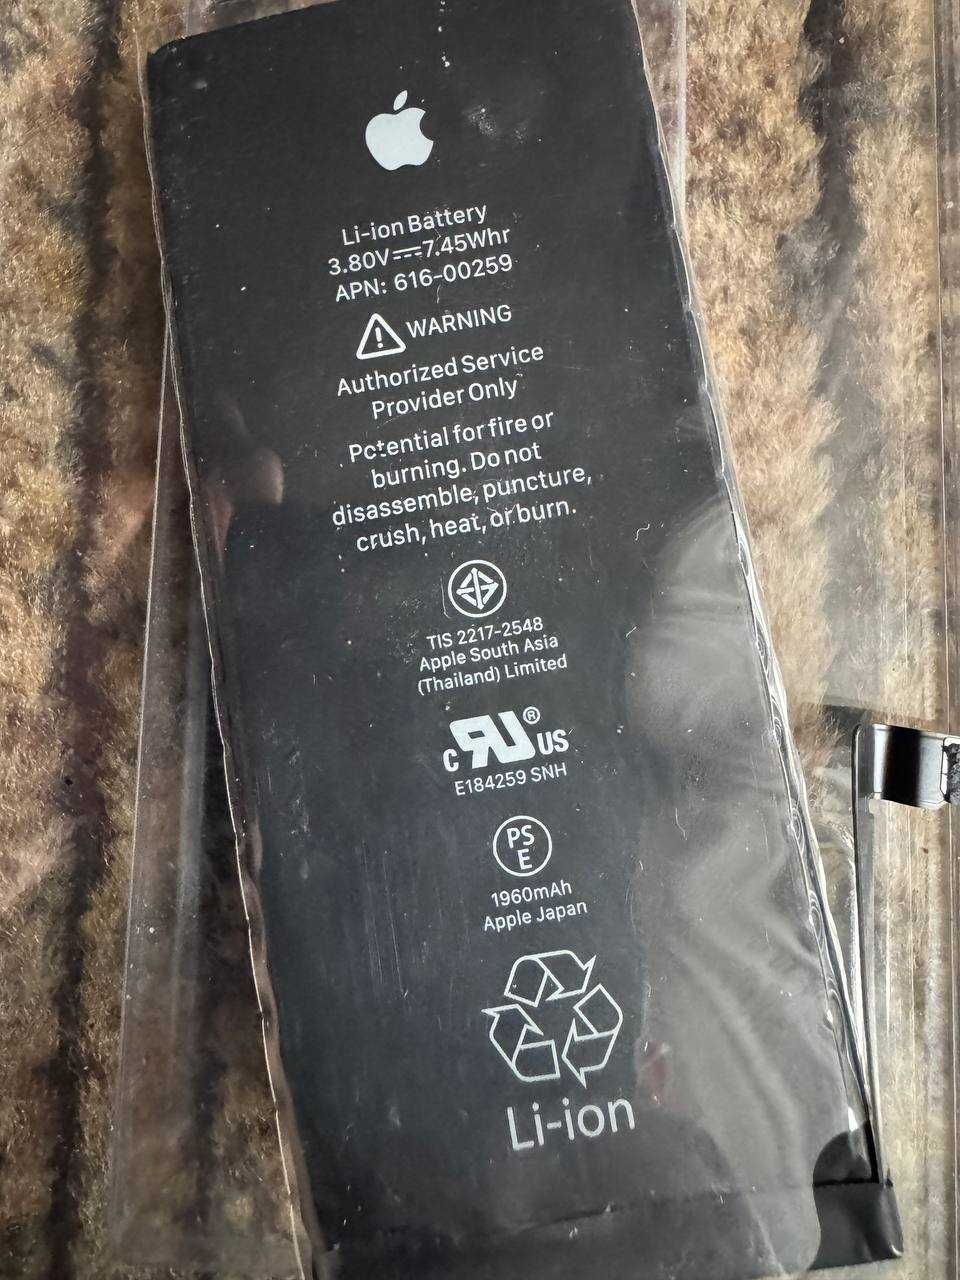 Li-ion Battery
3.80V⎓7.45Whr
APN: 616-00259
WARNING
Authorized Service
Provider Only
Potential for fire or
burning. Do not
disassemble, puncture,
crush, heat, or burn.
TIS 2217-2548
Apple South Asia
(Thailand) Limited
c RU® US
E184259 SNH
PS
E
1960mAh
Apple Japan
Li-ion